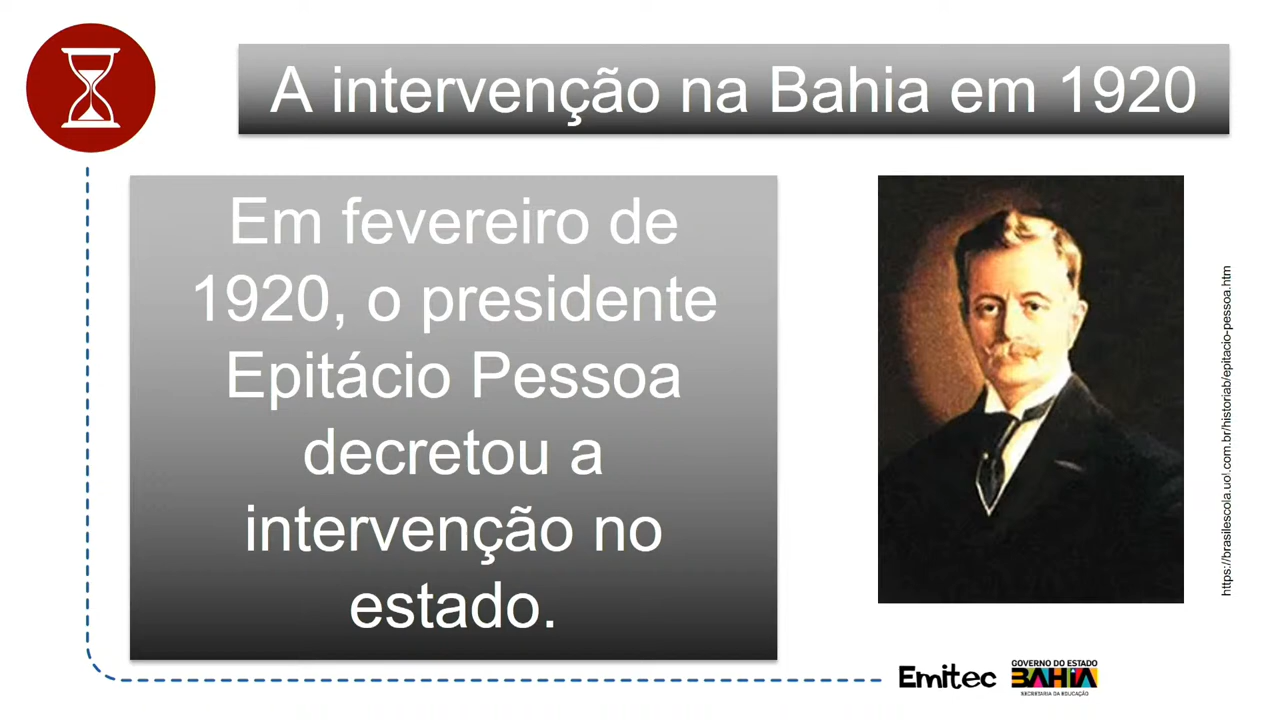 A intervenção na Bahia em 1920
Em fevereiro de
1920, o presidente
Epitácio Pessoa
decretou a
intervenção no
estado.
https://brasilescola.uol.com.br/historiab/epitacio-pessoa.htm
Emitec
GOVERNO DO ESTADO
BAHIA
SECRETARIA DA EDUCAÇÃO